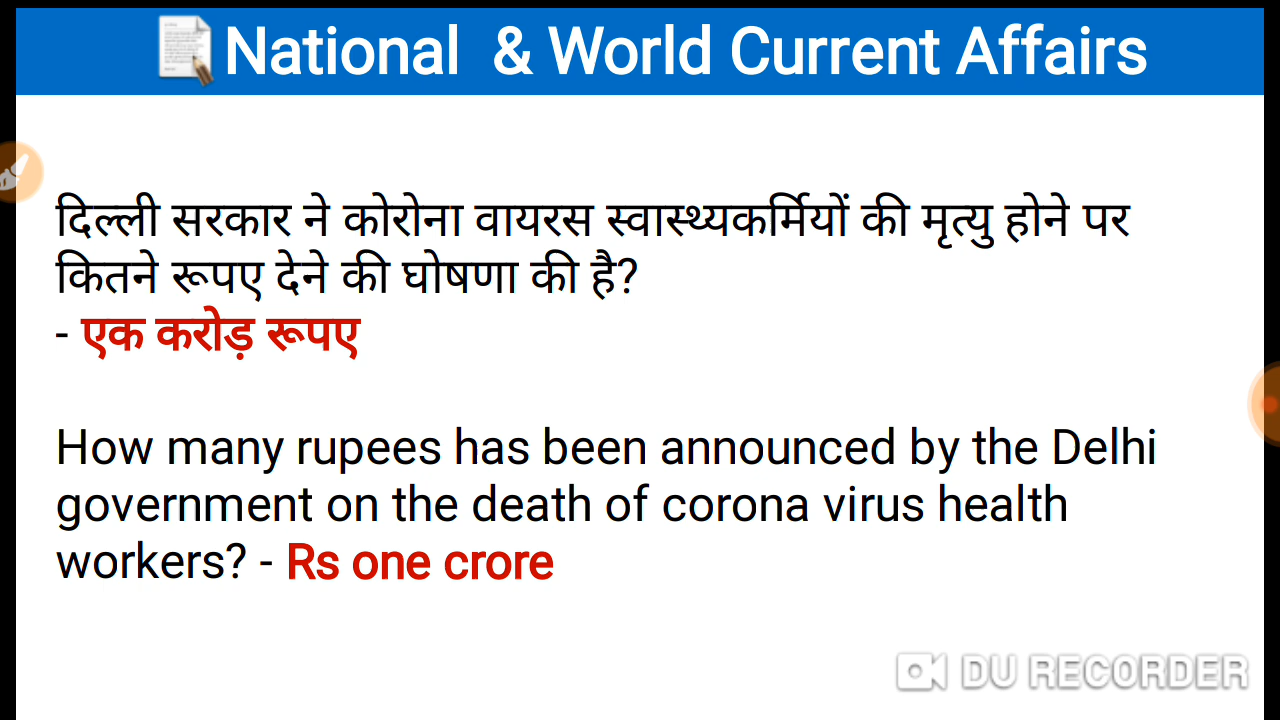 National & World Current Affairs
दिल्ली सरकार ने कोरोना वायरस स्वास्थ्यकर्मियों की मृत्यु होने पर
कितने रूपए देने की घोषणा की है?
- एक करोड़ रूपए
How many rupees has been announced by the Delhi
government on the death of corona virus health
workers? - Rs one crore
DU RECORDER